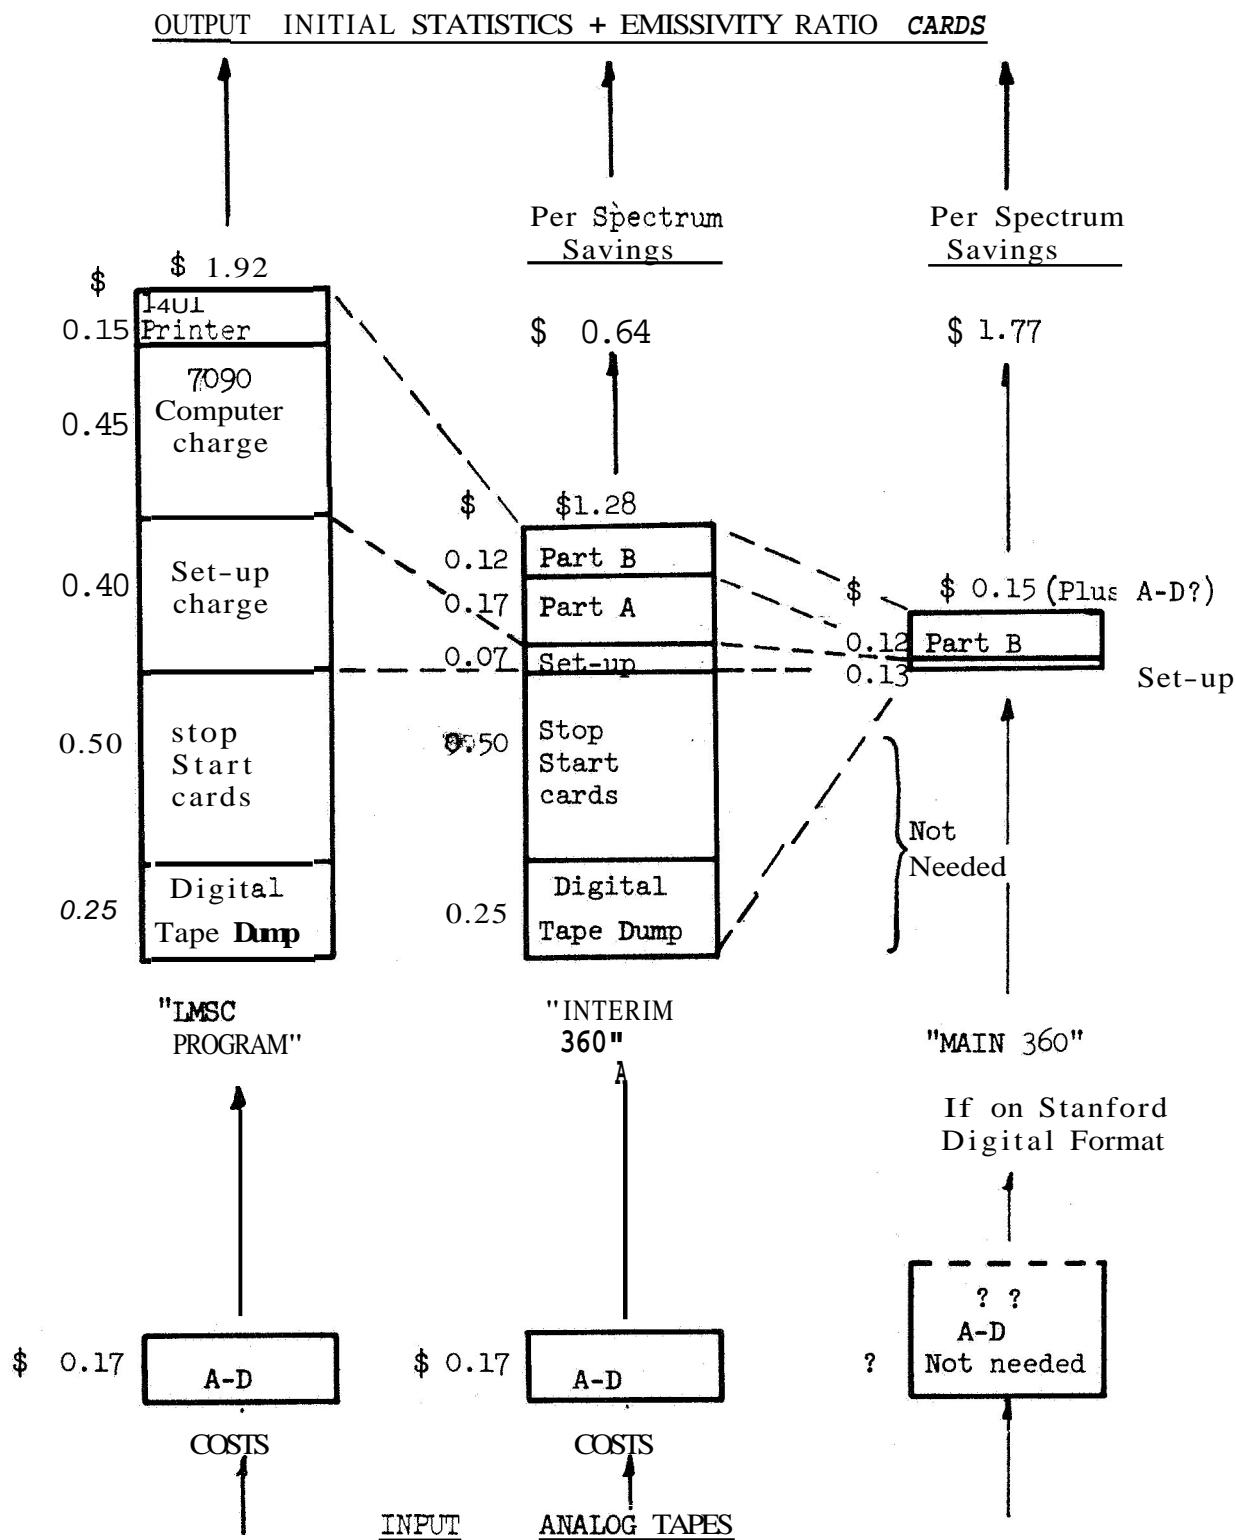 OUTPUT INITIAL STATISTICS + EMISSIVITY RATIO CARDS
Per Spectrum
Savings
Per Spectrum
Savings
$ $ 1.92
1401
0.15 Printer
$ 0.64
$ 1.77
7090
0.45 Computer
charge
$ $1.28
0.12 Part B
0.40 Set-up
charge
0.17 Part A
$ $ 0.15 (Plus A-D?)
0.12 Part B
0.07 Set-up
0.13 Set-up
0.50 stop
Start
cards
0.50 Stop
Start
cards
Not
Needed
0.25 Digital
Tape Dump
0.25 Digital
Tape Dump
"LMSC
PROGRAM"
"INTERIM
360"
A
"MAIN 360"
If on Stanford
Digital Format
$ 0.17 A-D
$ 0.17 A-D
? ?
A-D
? Not needed
COSTS
COSTS
INPUT ANALOG TAPES